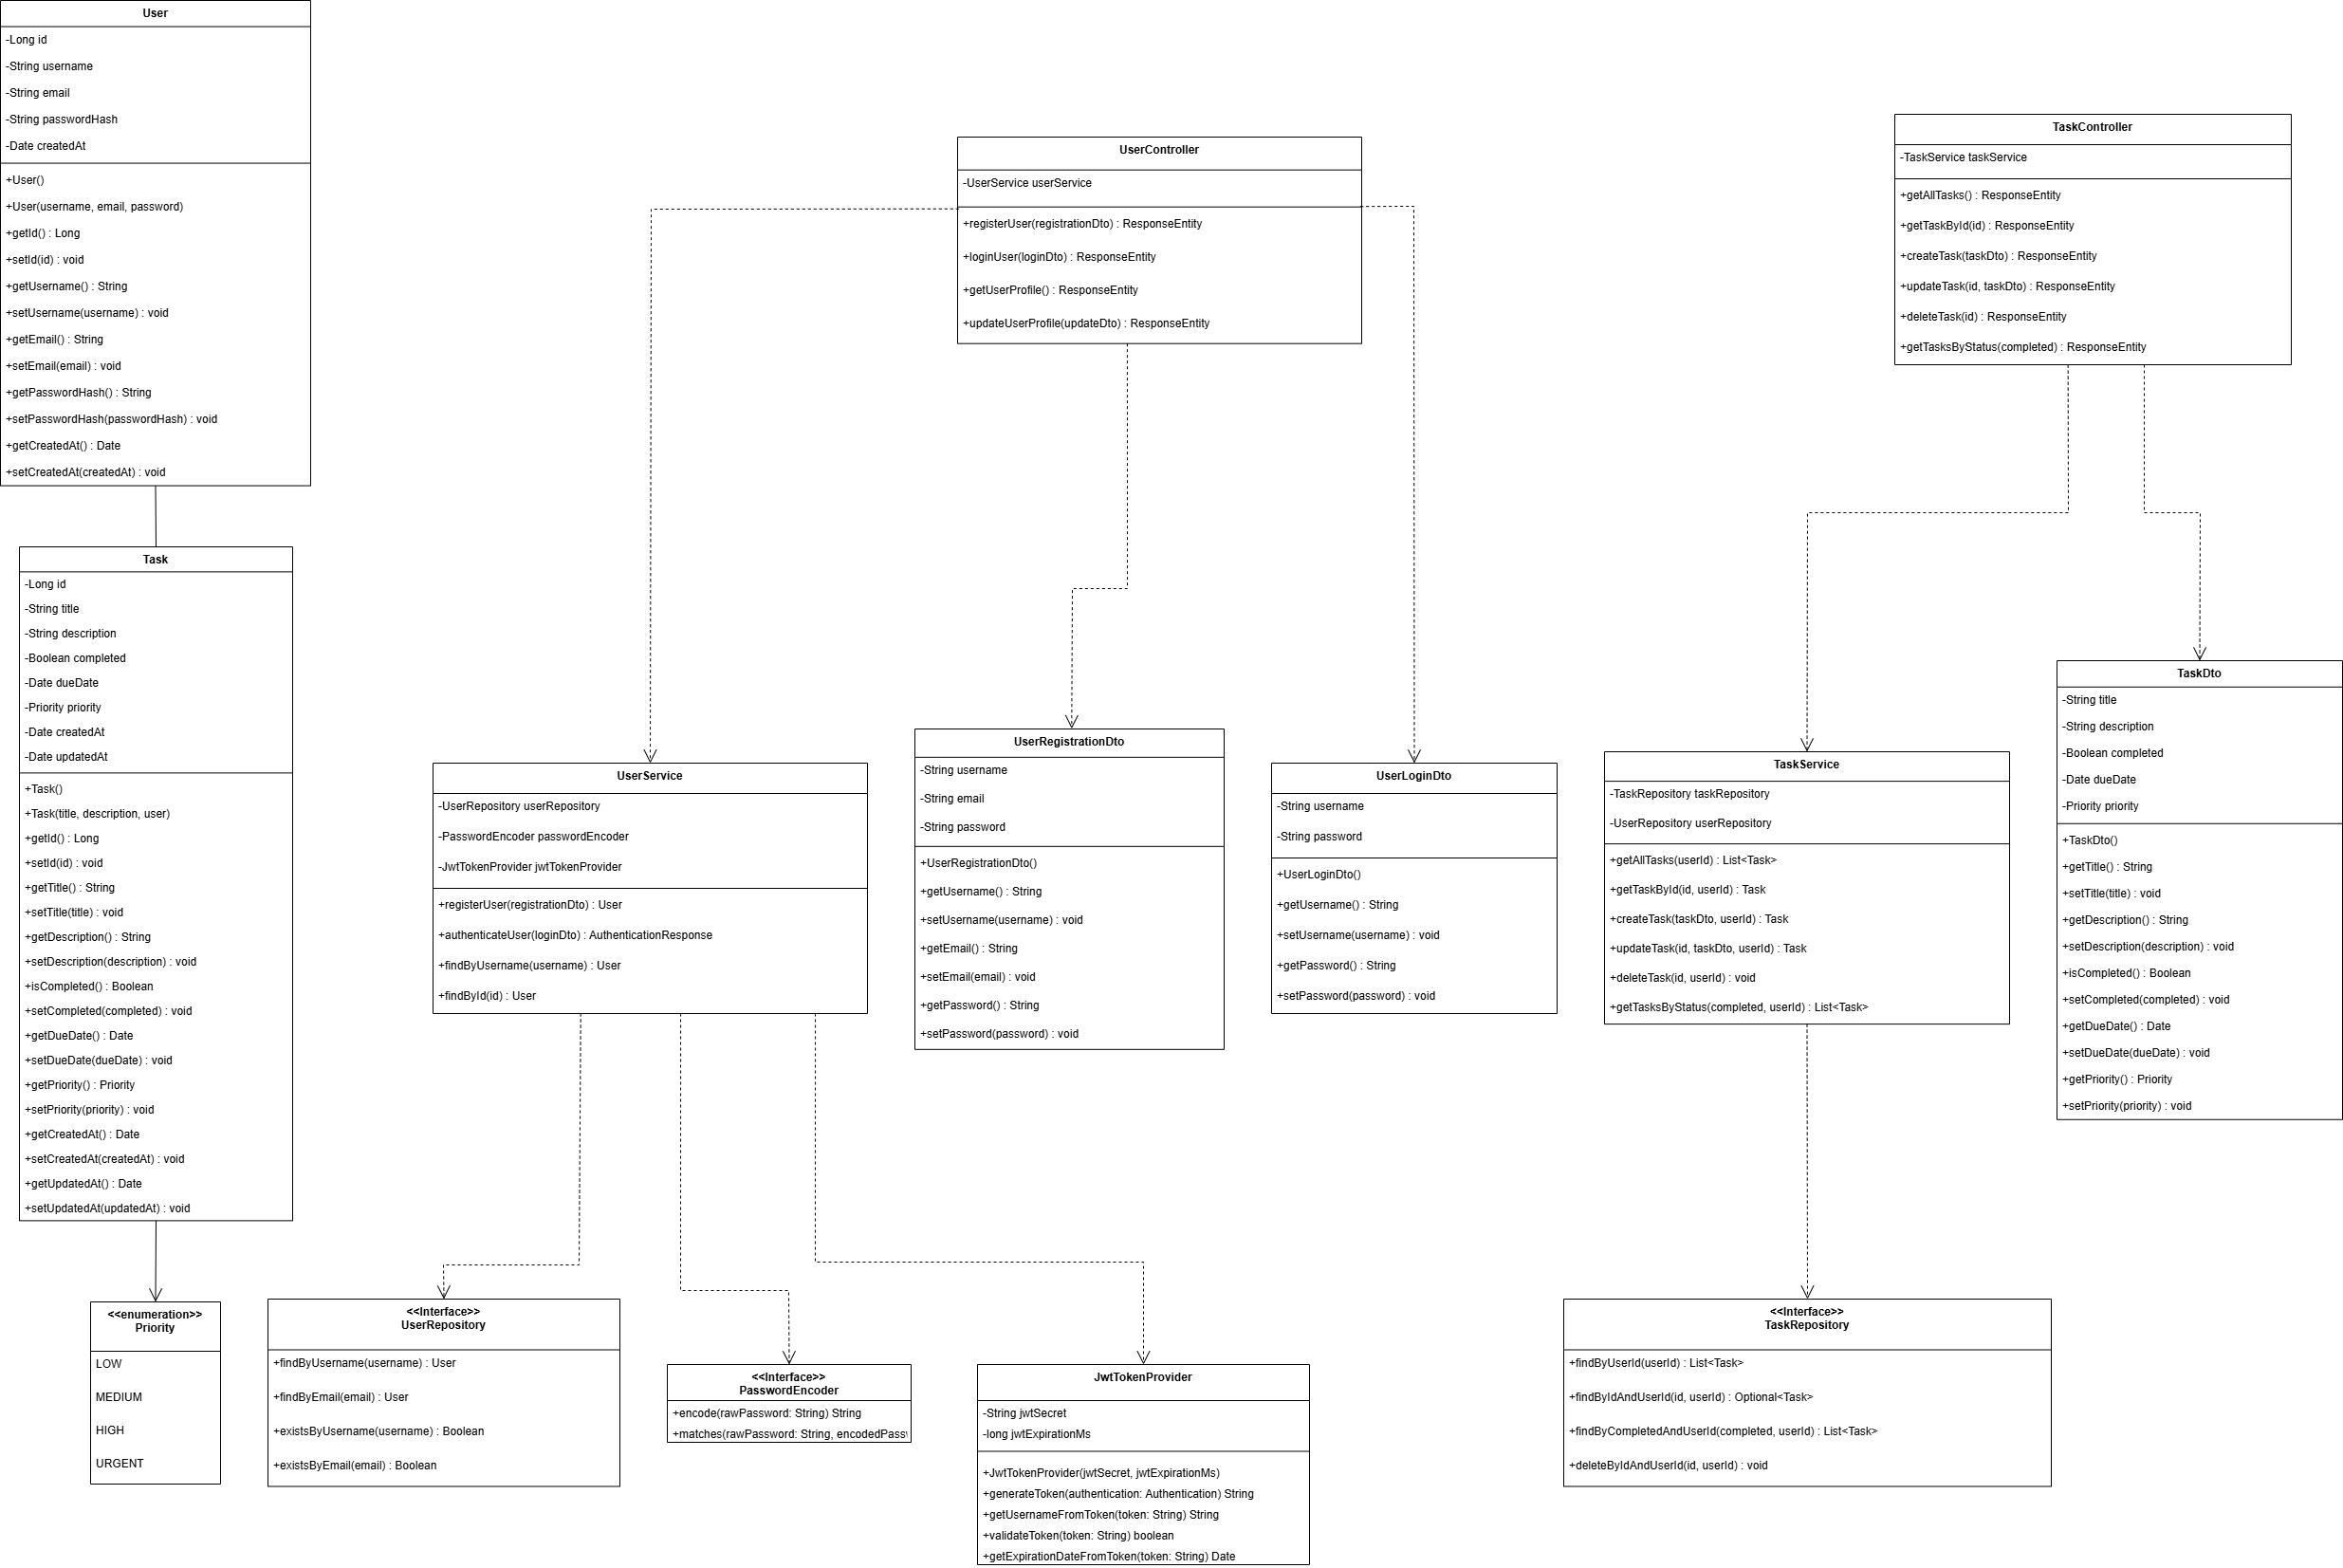 User
-Long id
-String username
-String email
-String passwordHash
-Date createdAt
+User()
+User(username, email, password)
+getId() : Long
+setId(id) : void
+getUsername() : String
+setUsername(username) : void
+getEmail() : String
+setEmail(email) : void
+getPasswordHash() : String
+setPasswordHash(passwordHash) : void
+getCreatedAt() : Date
+setCreatedAt(createdAt) : void
Task
-Long id
-String title
-String description
-Boolean completed
-Date dueDate
-Priority priority
-Date createdAt
-Date updatedAt
+Task()
+Task(title, description, user)
+getId() : Long
+setId() : void
+getTitle() : String
+setTitle(title) : void
+getDescription() : String
+setDescription(description) : void
+isCompleted() : Boolean
+setCompleted(completed) : void
+getDueDate() : Date
+setDueDate(dueDate) : void
+getPriority() : Priority
+setPriority(priority) : void
+getCreatedAt() : Date
+setCreatedAt(createdAt) : void
+getUpdatedAt() : Date
+setUpdatedAt(updatedAt) : void
<<enumeration>>
Priority
LOW
MEDIUM
HIGH
URGENT
UserController
-UserService userService
+registerUser(registrationDto) : ResponseEntity
+loginUser(loginDto) : ResponseEntity
+getUserProfile() : ResponseEntity
+updateUserProfile(updateDto) : ResponseEntity
UserService
-UserRepository userRepository
-PasswordEncoder passwordEncoder
-JwtTokenProvider jwtTokenProvider
+registerUser(registrationDto) : User
+authenticateUser(loginDto) : AuthenticationResponse
+findByUsername(username) : User
+findById(id) : User
UserRegistrationDto
-String username
-String email
-String password
+UserRegistrationDto()
+getUsername() : String
+setUsername(username) : void
+getEmail() : String
+setEmail(email) : void
+getPassword() : String
+setPassword(password) : void
UserLoginDto
-String username
-String password
+UserLoginDto()
+getUsername() : String
+setUsername(username) : void
+getPassword() : String
+setPassword(password) : void
<<Interface>>
UserRepository
+findByUsername(username) : User
+findByEmail(email) : User
+existsByUsername(username) : Boolean
+existsByEmail(email) : Boolean
<<Interface>>
PasswordEncoder
+encode(rawPassword: String) String
+matches(rawPassword: String, encodedPass
JwtTokenProvider
-String jwtSecret
-long jwtExpirationMs
+JwtTokenProvider(jwtSecret, jwtExpirationMs)
+generateToken(authentication: Authentication) String
+getUsernameFromToken(token: String) String
+validateToken(token: String) boolean
+getExpirationDateFromToken(token: String) Date
TaskController
-TaskService taskService
+getAllTasks() : ResponseEntity
+getTaskById(id) : ResponseEntity
+createTask(taskDto) : ResponseEntity
+updateTask(id, taskDto) : ResponseEntity
+deleteTask(id) : ResponseEntity
+getTasksByStatus(completed) : ResponseEntity
TaskService
-TaskRepository taskRepository
-UserRepository userRepository
+getAllTasks(userId) : List<Task>
+getTaskById(id, userId) : Task
+createTask(taskDto, userId) : Task
+updateTask(id, taskDto, userId) : Task
+deleteTask(id, userId) : void
+getTasksByStatus(completed, userId) : List<Task>
TaskDto
-String title
-String description
-Boolean completed
-Date dueDate
-Priority priority
+TaskDto()
+getTitle() : String
+setTitle(title) : void
+getDescription() : String
+setDescription(description) : void
+isCompleted() : Boolean
+setCompleted(completed) : void
+getDueDate() : Date
+setDueDate(dueDate) : void
+getPriority() : Priority
+setPriority(priority) : void
<<Interface>>
TaskRepository
+findByUserId(userId) : List<Task>
+findByIdAndUserId(id, userId) : Optional<Task>
+findByCompletedAndUserId(completed, userId) : List<Task>
+deleteByIdAndUserId(id, userId) : void